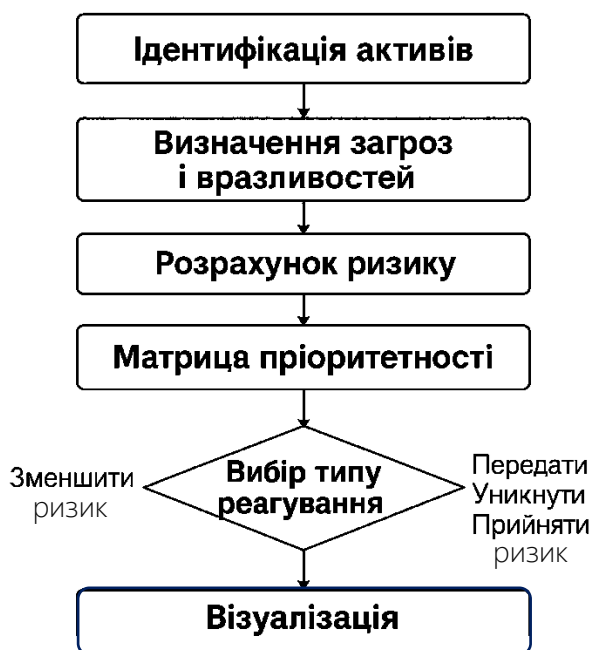 Ідентифікація активів
Визначення загроз
і вразливостей
Розрахунок ризику
Матриця пріоритетності
Зменшити
ризик
Вибір типу
реагування
Передати
Уникнути
Прийняти
ризик
Візуалізація